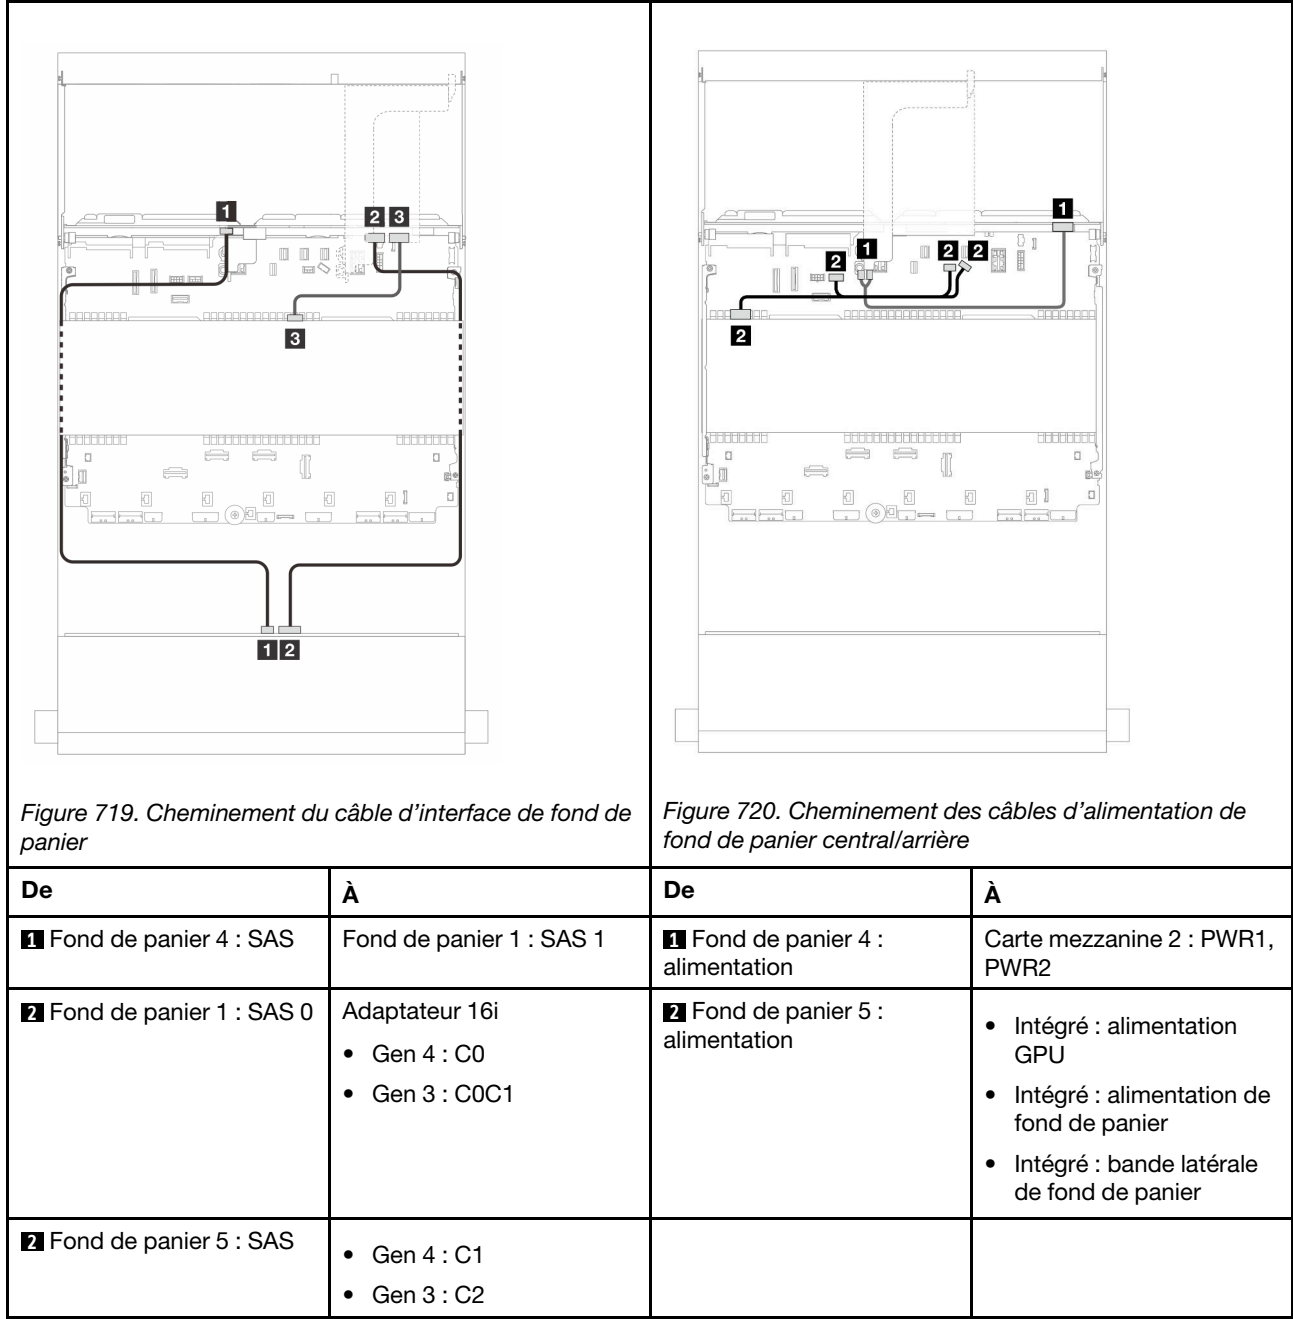 1
2 3
3
1 2
Figure 719. Cheminement du câble d'interface de fond de
panier
1
1
2
2 2
2
Figure 720. Cheminement des câbles d'alimentation de
fond de panier central/arrière
De
À
De
À
1 Fond de panier 4 : SAS
Fond de panier 1 : SAS 1
1 Fond de panier 4 :
alimentation
Carte mezzanine 2 : PWR1,
PWR2
2 Fond de panier 1 : SAS 0
Adaptateur 16i
• Gen 4 : C0
• Gen 3 : C0C1
2 Fond de panier 5 :
alimentation
• Intégré : alimentation
GPU
• Intégré : alimentation de
fond de panier
• Intégré : bande latérale
de fond de panier
2 Fond de panier 5 : SAS
• Gen 4 : C1
• Gen 3 : C2